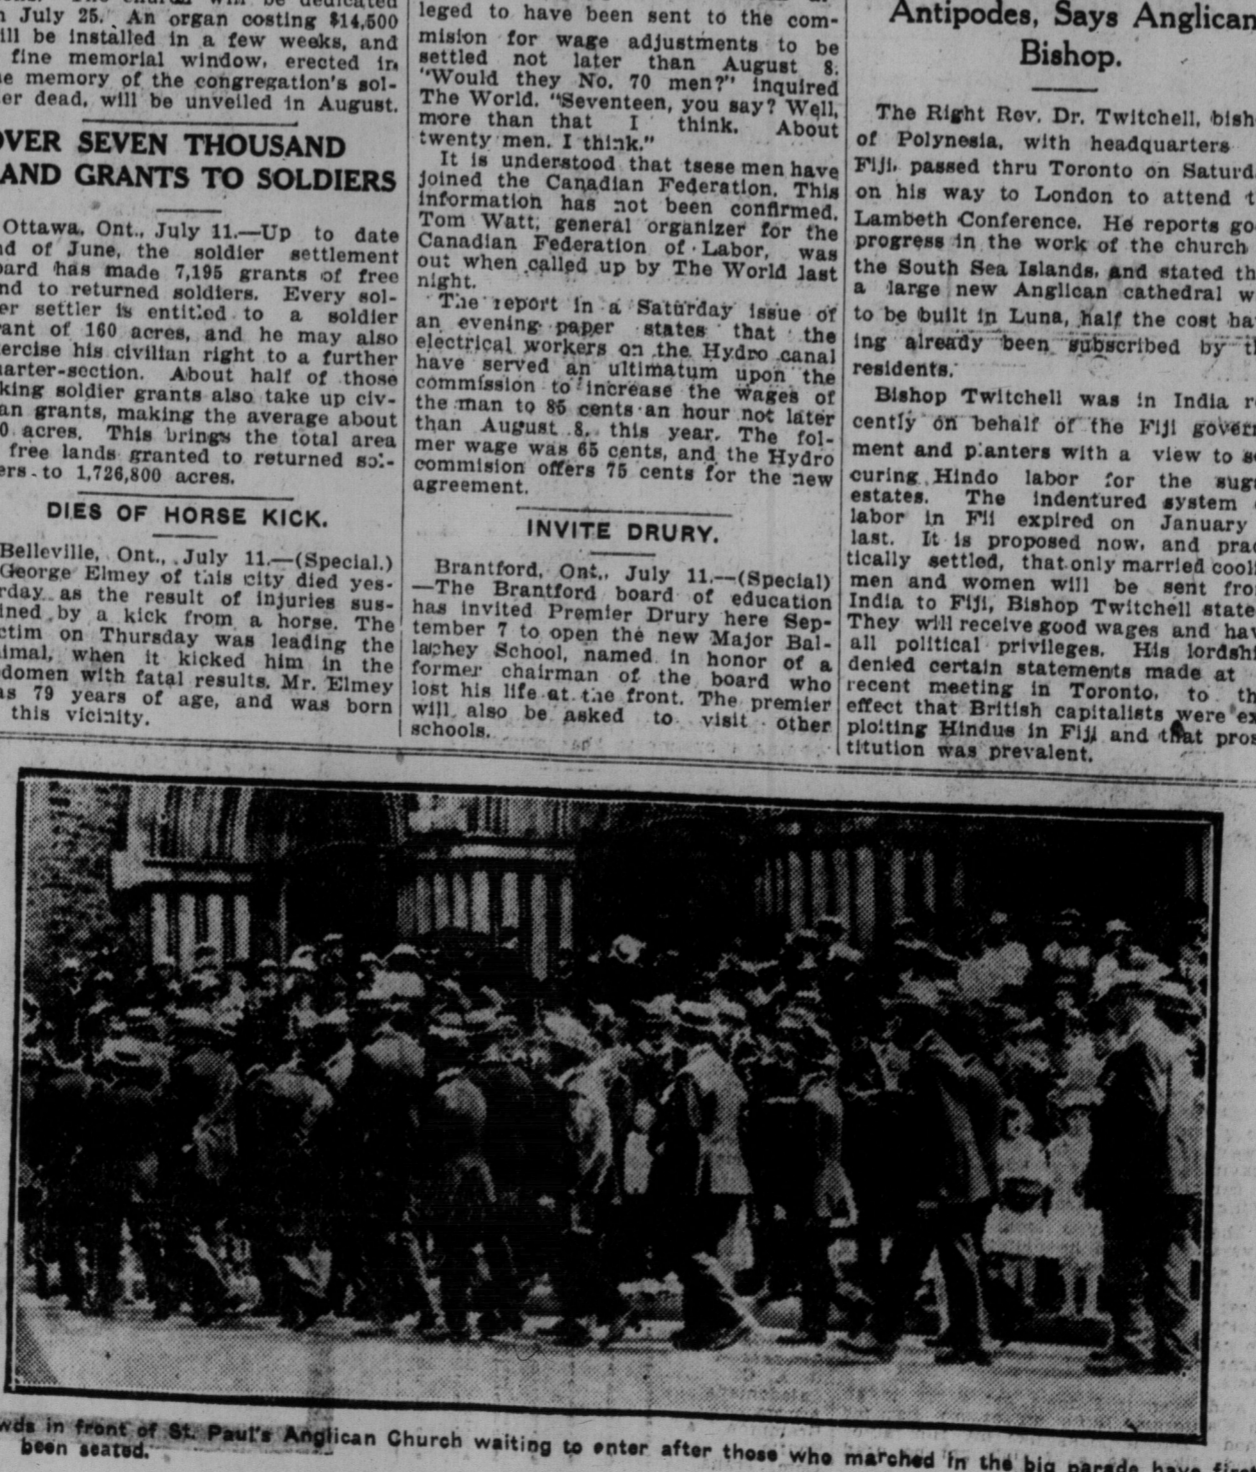 July 25. An organ costing $14,500
ill be installed in a few weeks, and
fine memorial window, erected in
e memory of the congregation's sol-
er dead, will be unveiled in August.
OVER SEVEN THOUSAND
AND GRANTS TO SOLDIERS
Ottawa, Ont., July 11.—Up to date
nd of June, the soldier settlement
oard has made 7,195 grants of free
nd to returned soldiers. Every sol-
er settler is entitled to a soldier
rant of 160 acres, and he may also
ercise his civilian right to a further
uarter-section. About half of those
king soldier grants also take up civ-
an grants, making the average about
0 acres. This brings the total area
free lands granted to returned sol-
ers to 1,726,800 acres.
DIES OF HORSE KICK.
Belleville, Ont., July 11.—(Special.)
George Elmey of this city died yes-
rday as the result of injuries sus-
ined by a kick from a horse. The
ctim on Thursday was leading the
imal, when it kicked him in the
domen with fatal results. Mr. Elmey
as 79 years of age, and was born
this vicinity.
leged to have been sent to the com-
mision for wage adjustments to be
settled not later than August 8.
"Would they No. 70 men?" inquired
The World. "Seventeen, you say? Well,
more than that I think. About
twenty men, I think."
It is understood that tsese men have
joined the Canadian Federation. This
information has not been confirmed.
Tom Watt, general organizer for the
Canadian Federation of Labor, was
out when called up by The World last
night.
The report in a Saturday issue of
an evening paper states that the
electrical workers on the Hydro canal
have served an ultimatum upon the
commission to increase the wages of
the man to 85 cents an hour not later
than August 8, this year. The fol-
mer wage was 65 cents, and the Hydro
commision offers 75 cents for the new
agreement.
INVITE DRURY.
Brantford, Ont., July 11.—(Special)
—The Brantford board of education
has invited Premier Drury here Sep-
tember 7 to open the new Major Bal-
lachey School, named in honor of a
former chairman of the board who
lost his life at the front. The premier
will also be asked to visit other
schools.
Antipodes, Says Anglican
Bishop.
The Right Rev. Dr. Twitchell, bish
of Polynesia, with headquarters
Fiji, passed thru Toronto on Saturd
on his way to London to attend t
Lambeth Conference. He reports go
progress in the work of the church
the South Sea Islands, and stated th
a large new Anglican cathedral w
to be built in Luna, half the cost ha
ing already been subscribed by th
residents.
Bishop Twitchell was in India r
cently on behalf of the Fiji govern
ment and planters with a view to se
curing Hindo labor for the suga
estates. The indentured system
labor in Fii expired on January
last. It is proposed now, and prac
tically settled, that only married cooli
men and women will be sent fro
India to Fiji, Bishop Twitchell state
They will receive good wages and hav
all political privileges. His lordshi
denied certain statements made at
recent meeting in Toronto, to th
effect that British capitalists were ex
ploiting Hindus in Fiji and that pros
titution was prevalent.
wds in front of St. Paul's Anglican Church waiting to enter after those who marched in the big parade have first
been seated.